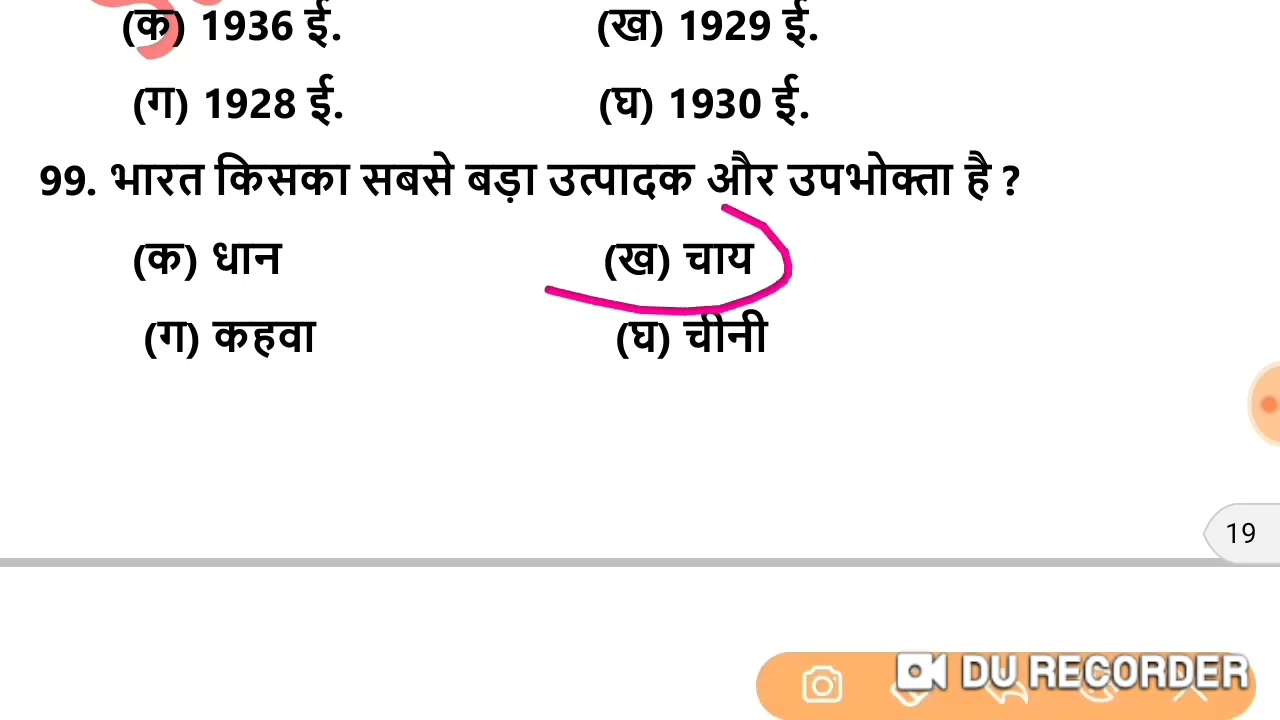 (क) 1936 ई. (ख) 1929 ई.
(ग) 1928 ई. (घ) 1930 ई.
99. भारत किसका सबसे बड़ा उत्पादक और उपभोक्ता है ?
(क) धान (ख) चाय
(ग) कहवा (घ) चीनी
19
DU RECORDER